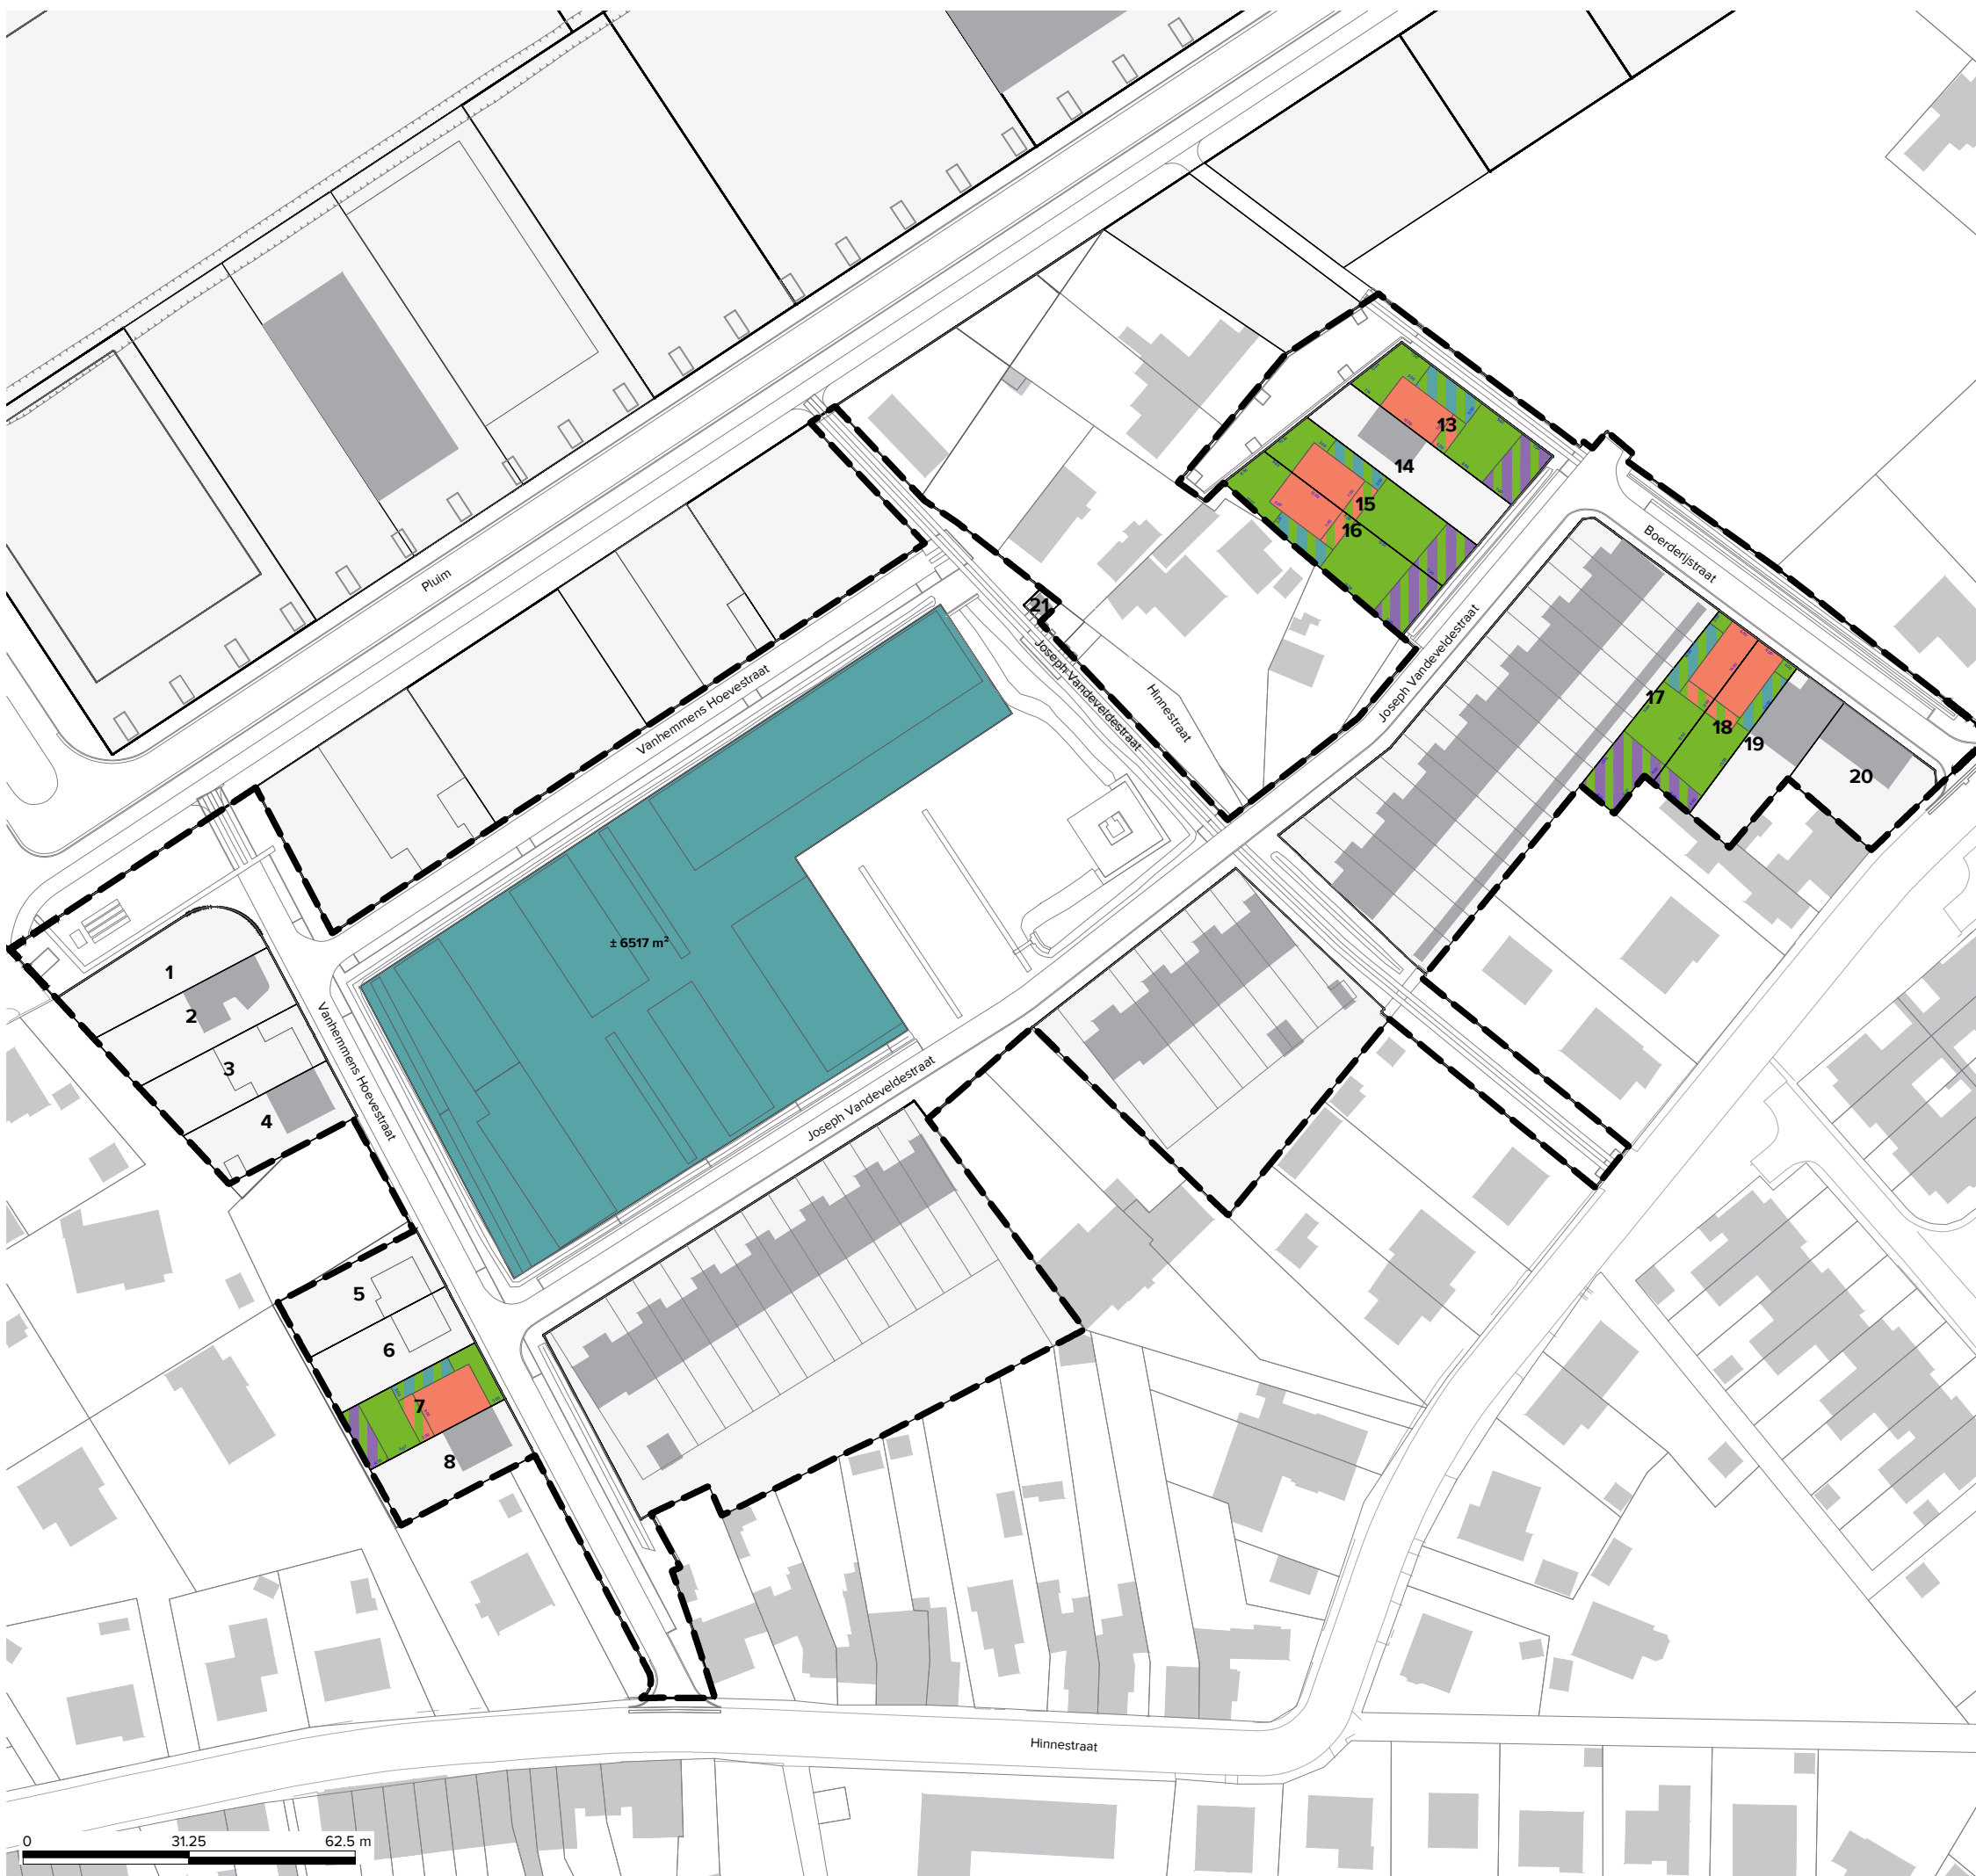 13
14
15
16
Boerderijstraat
Pluim
21
Joseph Vandeveldestraat
Joseph Vandeveldestraat
Hinnestraat
Vanhemmens Hoevestraat
17
18
19
20
± 6517 m²
1
2
3
4
Vanhemmens Hoevestraat
Joseph Vandeveldestraat
5
6
7
8
Hinnestraat
0 31.25 62.5 m